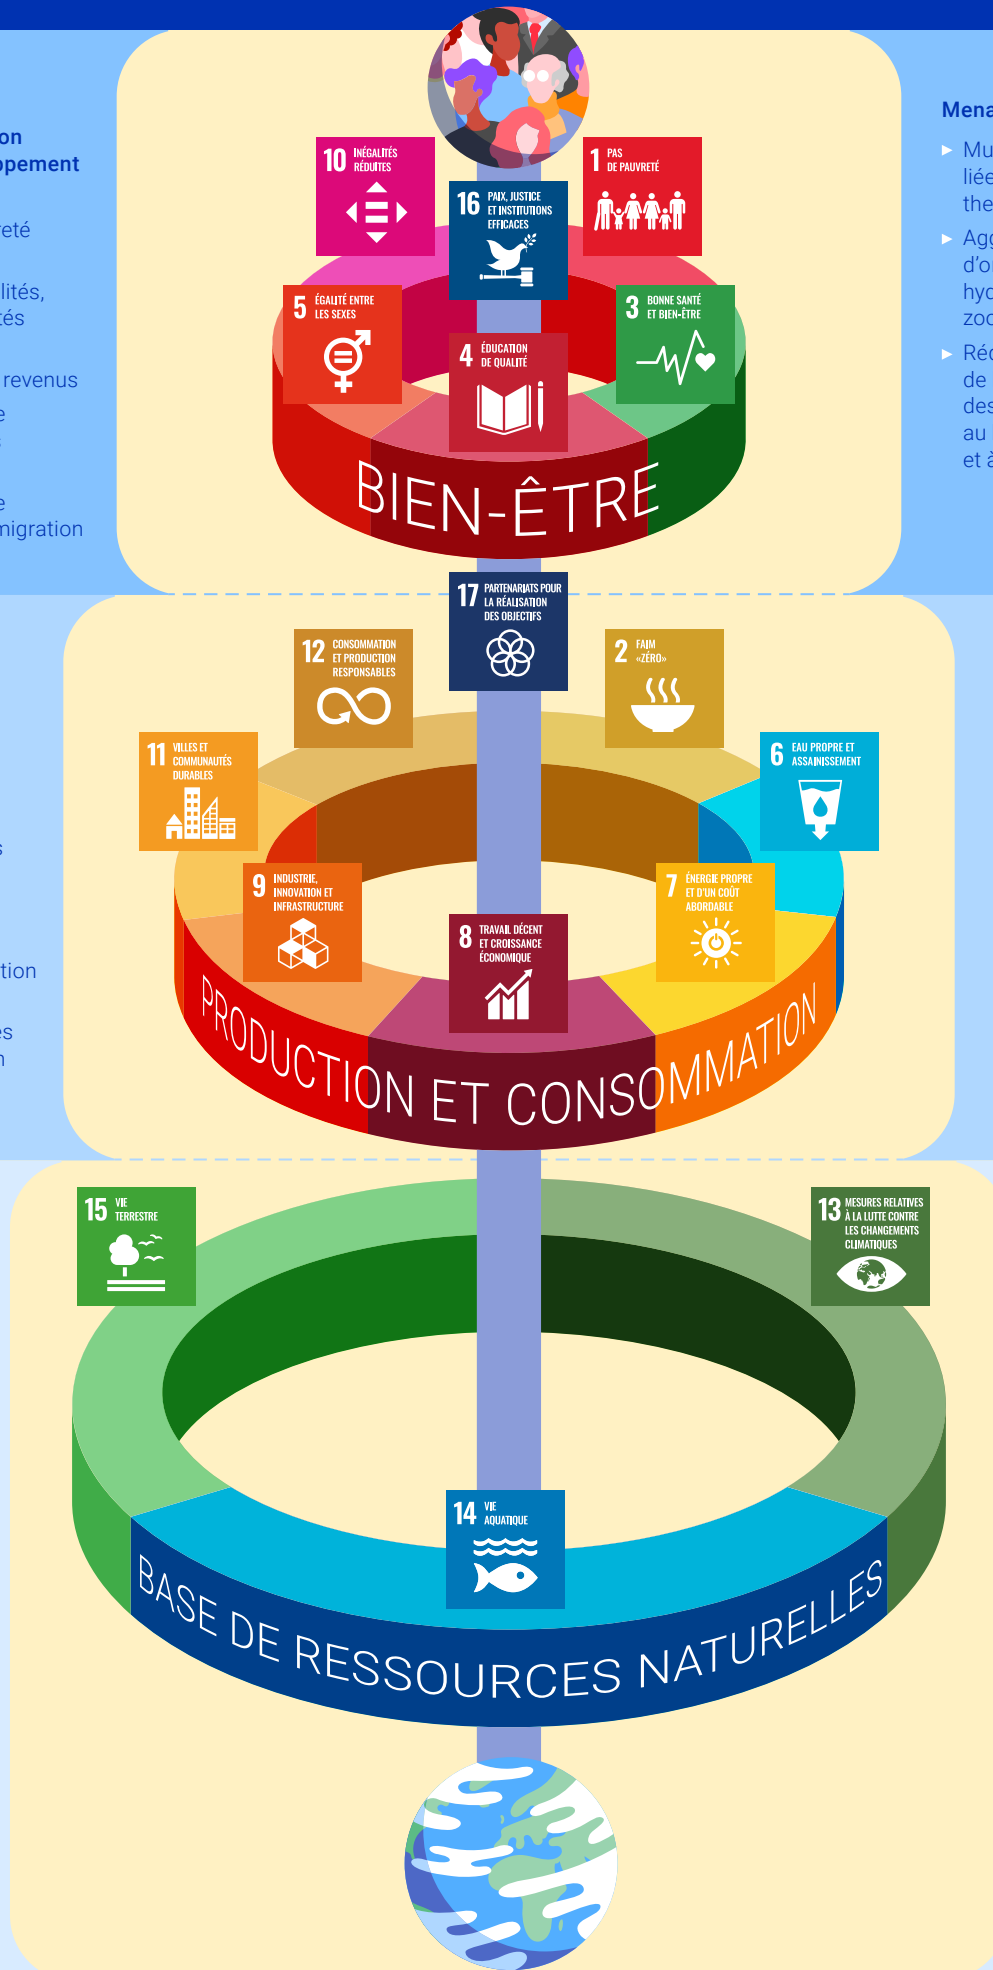 on
ppement
reté
lités,
tés
revenus
e
s
e
migration
Mena
Mu
liée
the
Agg
d'o
hyd
zoo
Réd
de
des
au
et à
10 INÉGALITÉS
RÉDUITES
1 PAS
DE PAUVRETÉ
16 PAIX, JUSTICE
ET INSTITUTIONS
EFFICACES
5 ÉGALITÉ ENTRE
LES SEXES
3 BONNE SANTÉ
ET BIEN-ÊTRE
4 ÉDUCATION
DE QUALITÉ
BIEN-ÊTRE
17 PARTENARIATS POUR
LA RÉALISATION
DES OBJECTIFS
12 CONSOMMATION
ET PRODUCTION
RESPONSABLES
2 FAIM
«ZÉRO»
11 VILLES ET
COMMUNAUTÉS
DURABLES
6 EAU PROPRE ET
ASSAINISSEMENT
9 INDUSTRIE,
INNOVATION ET
INFRASTRUCTURE
7 ÉNERGIE PROPRE
ET D'UN COÛT
ABORDABLE
8 TRAVAIL DÉCENT
ET CROISSANCE
ÉCONOMIQUE
s
tion
es
n
PRODUCTION ET CONSOMMATION
15 VIE
TERRESTRE
13 MESURES RELATIVES
À LA LUTTE CONTRE
LES CHANGEMENTS
CLIMATIQUES
14 VIE
AQUATIQUE
BASE DE RESSOURCES NATURELLES